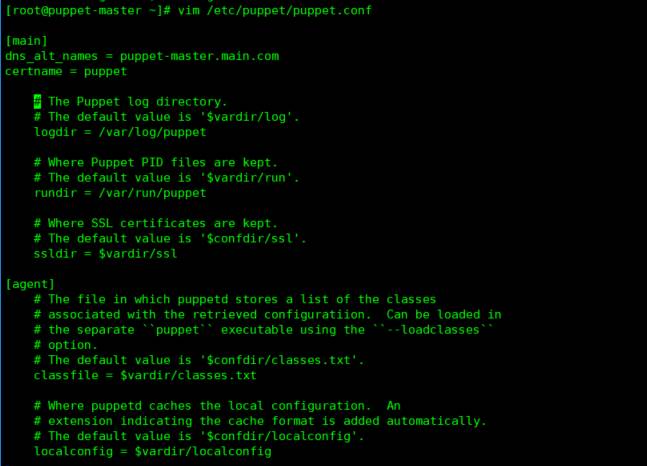 [root@puppet-master ~]# vim /etc/puppet/puppet.conf
[main]
dns_alt_names = puppet-master.main.com
certname = puppet
# The Puppet log directory.
# The default value is '$vardir/log'.
logdir = /var/log/puppet
# Where Puppet PID files are kept.
# The default value is '$vardir/run'.
rundir = /var/run/puppet
# Where SSL certificates are kept.
# The default value is '$confdir/ssl'.
ssldir = $vardir/ssl
[agent]
# The file in which puppetd stores a list of the classes
# associated with the retrieved configuratiion.  Can be loaded in
# the separate ``puppet`` executable using the ``--loadclasses``
# option.
# The default value is '$confdir/classes.txt'.
classfile = $vardir/classes.txt
# Where puppetd caches the local configuration.  An
# extension indicating the cache format is added automatically.
# The default value is '$confdir/localconfig'.
localconfig = $vardir/localconfig